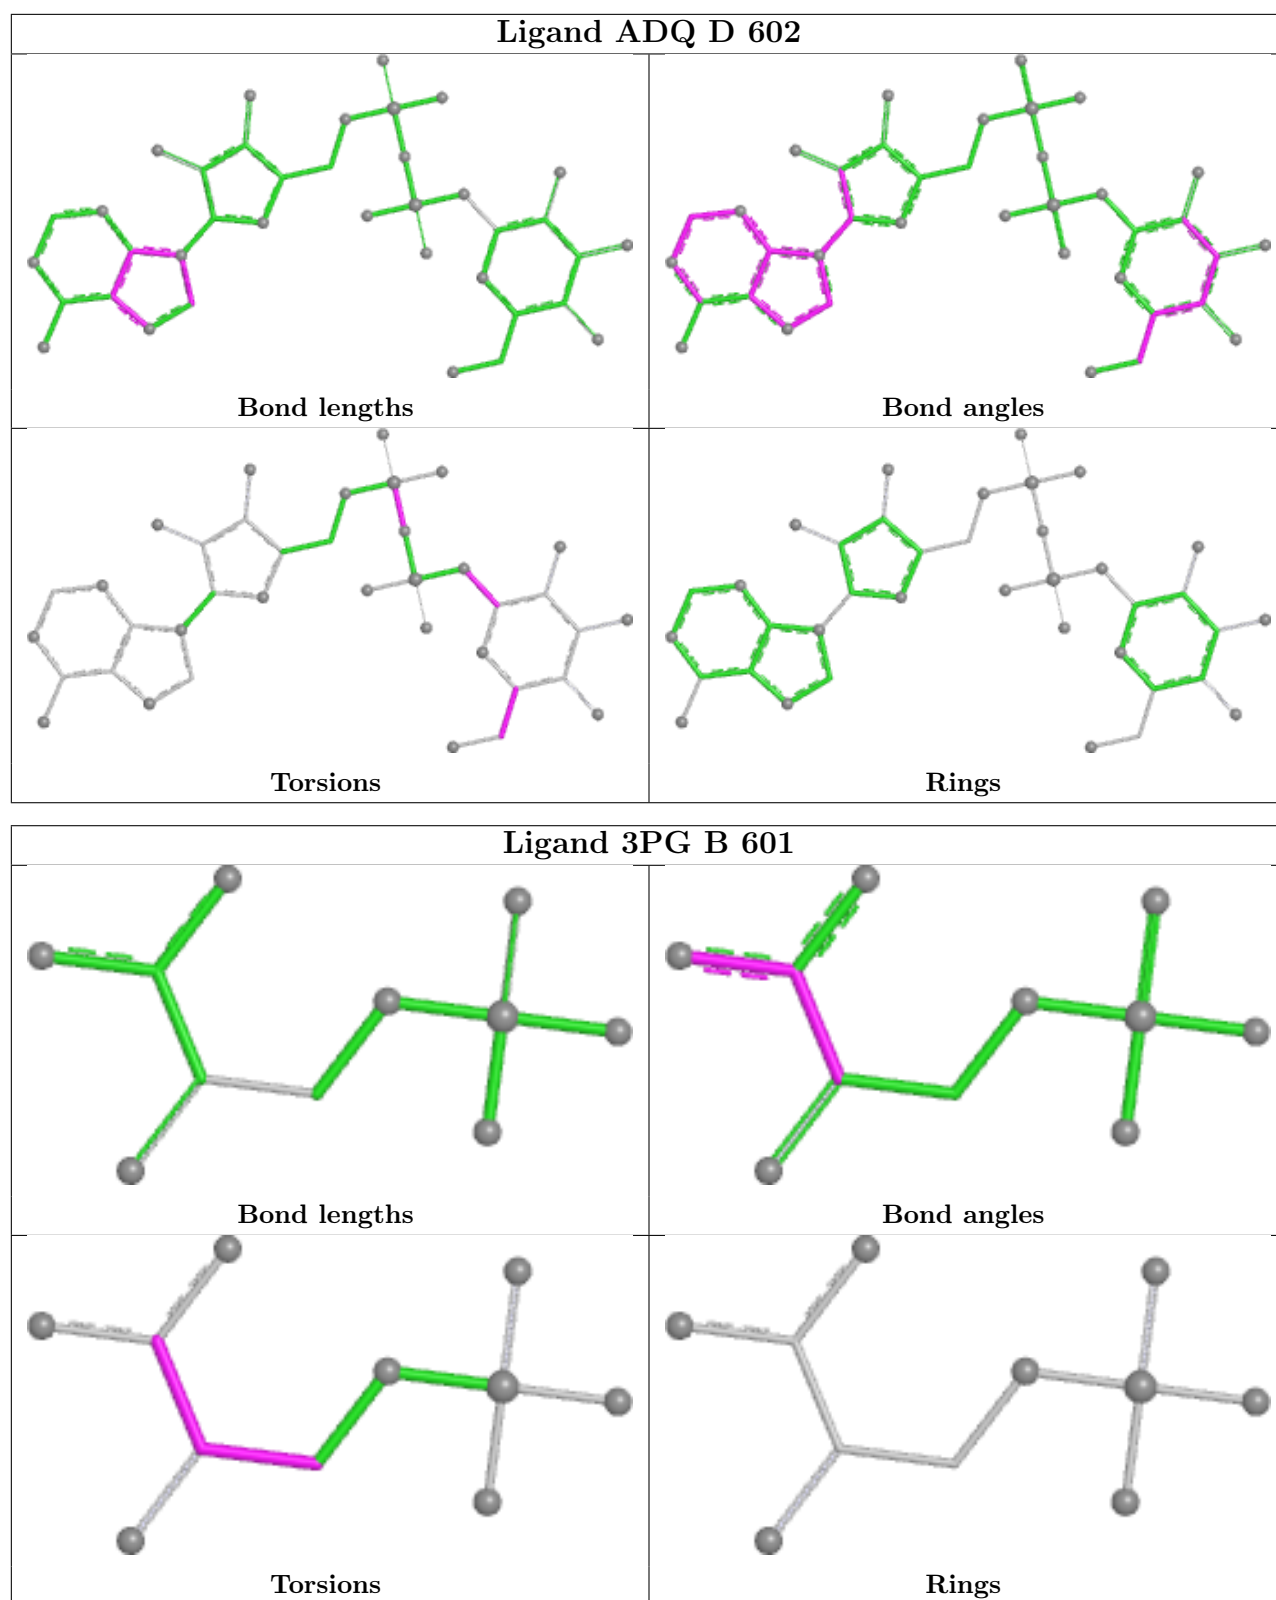 Ligand ADQ D 602
Bond lengths
Bond angles
Torsions
Rings
Ligand 3PG B 601
Bond lengths
Bond angles
Torsions
Rings